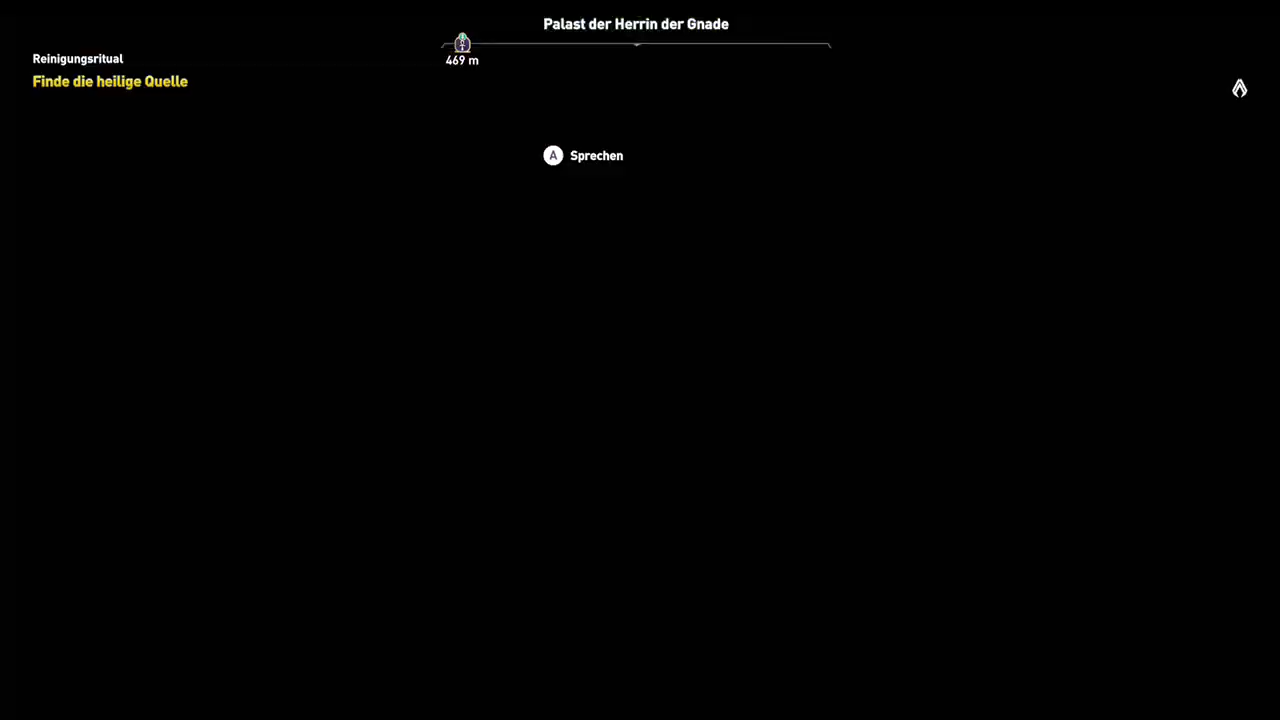 Palast der Herrin der Gnade
469 m
Reinigungsritual
Finde die heilige Quelle
A Sprechen